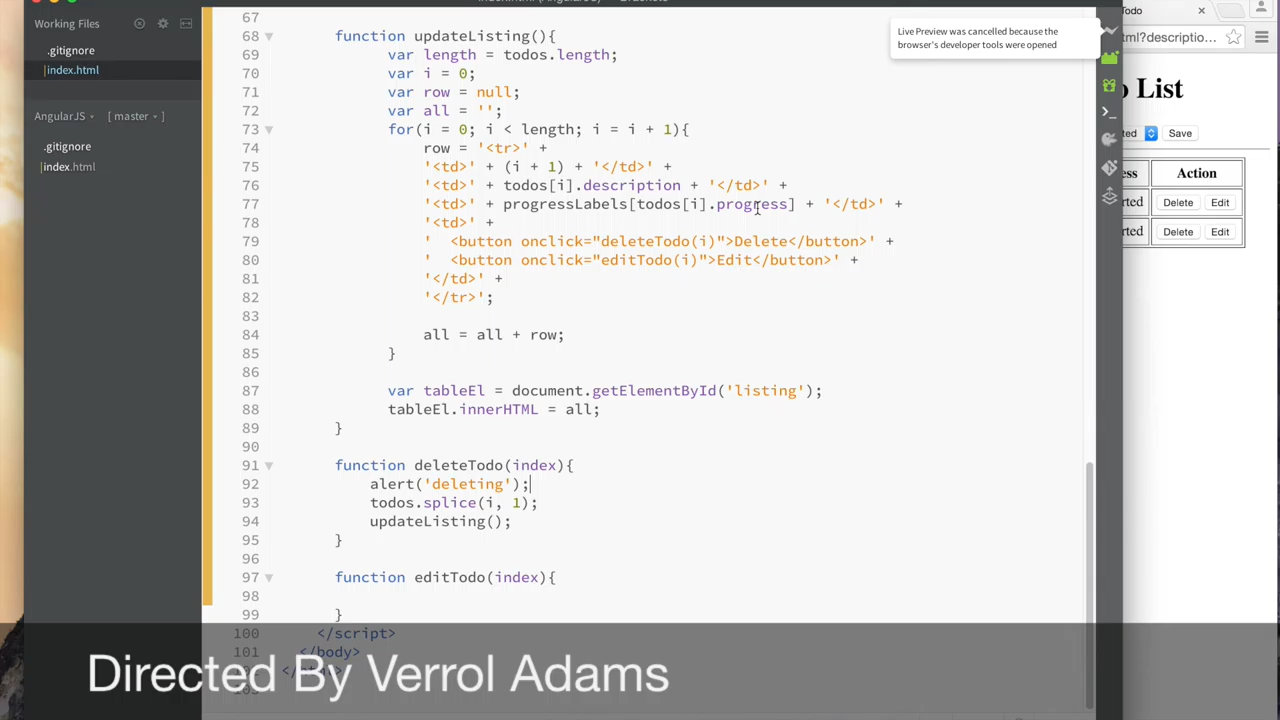 Working Files
.gitignore
index.html
AngularJS [ master ]
.gitignore
index.html
67
68 function updateListing(){
69 var length = todos.length;
70 var i = 0;
71 var row = null;
72 var all = '';
73 for(i = 0; i < length; i = i + 1){
74 row = '<tr>' +
75 '<td>' + (i + 1) + '</td>' +
76 '<td>' + todos[i].description + '</td>' +
77 '<td>' + progressLabels[todos[i].progress] + '</td>' +
78 '<td>' +
79 '  <button onclick="deleteTodo(i)">Delete</button>' +
80 '  <button onclick="editTodo(i)">Edit</button>' +
81 '</td>' +
82 '</tr>';
83
84 all = all + row;
85 }
86
87 var tableEl = document.getElementById('listing');
88 tableEl.innerHTML = all;
89 }
90
91 function deleteTodo(index){
92 alert('deleting');
93 todos.splice(i, 1);
94 updateListing();
95 }
96
97 function editTodo(index){
98
99 }
100 </script>
101 </body>
Live Preview was cancelled because the
browser's developer tools were opened
Todo
ml?descriptio...
o List
ted Save
ess Action
rted Delete Edit
rted Delete Edit
Directed By Verrol Adams